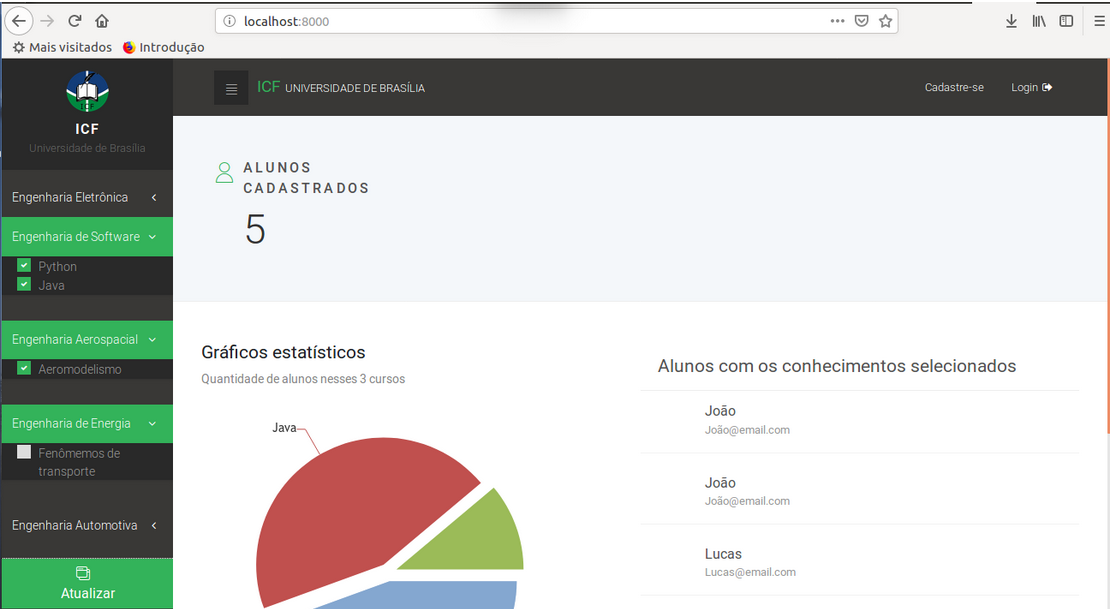 localhost:8000
Mais visitados Introdução
ICF
Universidade de Brasília
Engenharia Eletrônica
Engenharia de Software
Python
Java
Engenharia Aerospacial
Aeromodelismo
Engenharia de Energia
Fenômemos de
transporte
Engenharia Automotiva
Atualizar
ICF UNIVERSIDADE DE BRASÍLIA
Cadastre-se Login
ALUNOS
CADASTRADOS
5
Gráficos estatísticos
Quantidade de alunos nesses 3 cursos
Java
Alunos com os conhecimentos selecionados
João
João@email.com
João
João@email.com
Lucas
Lucas@email.com